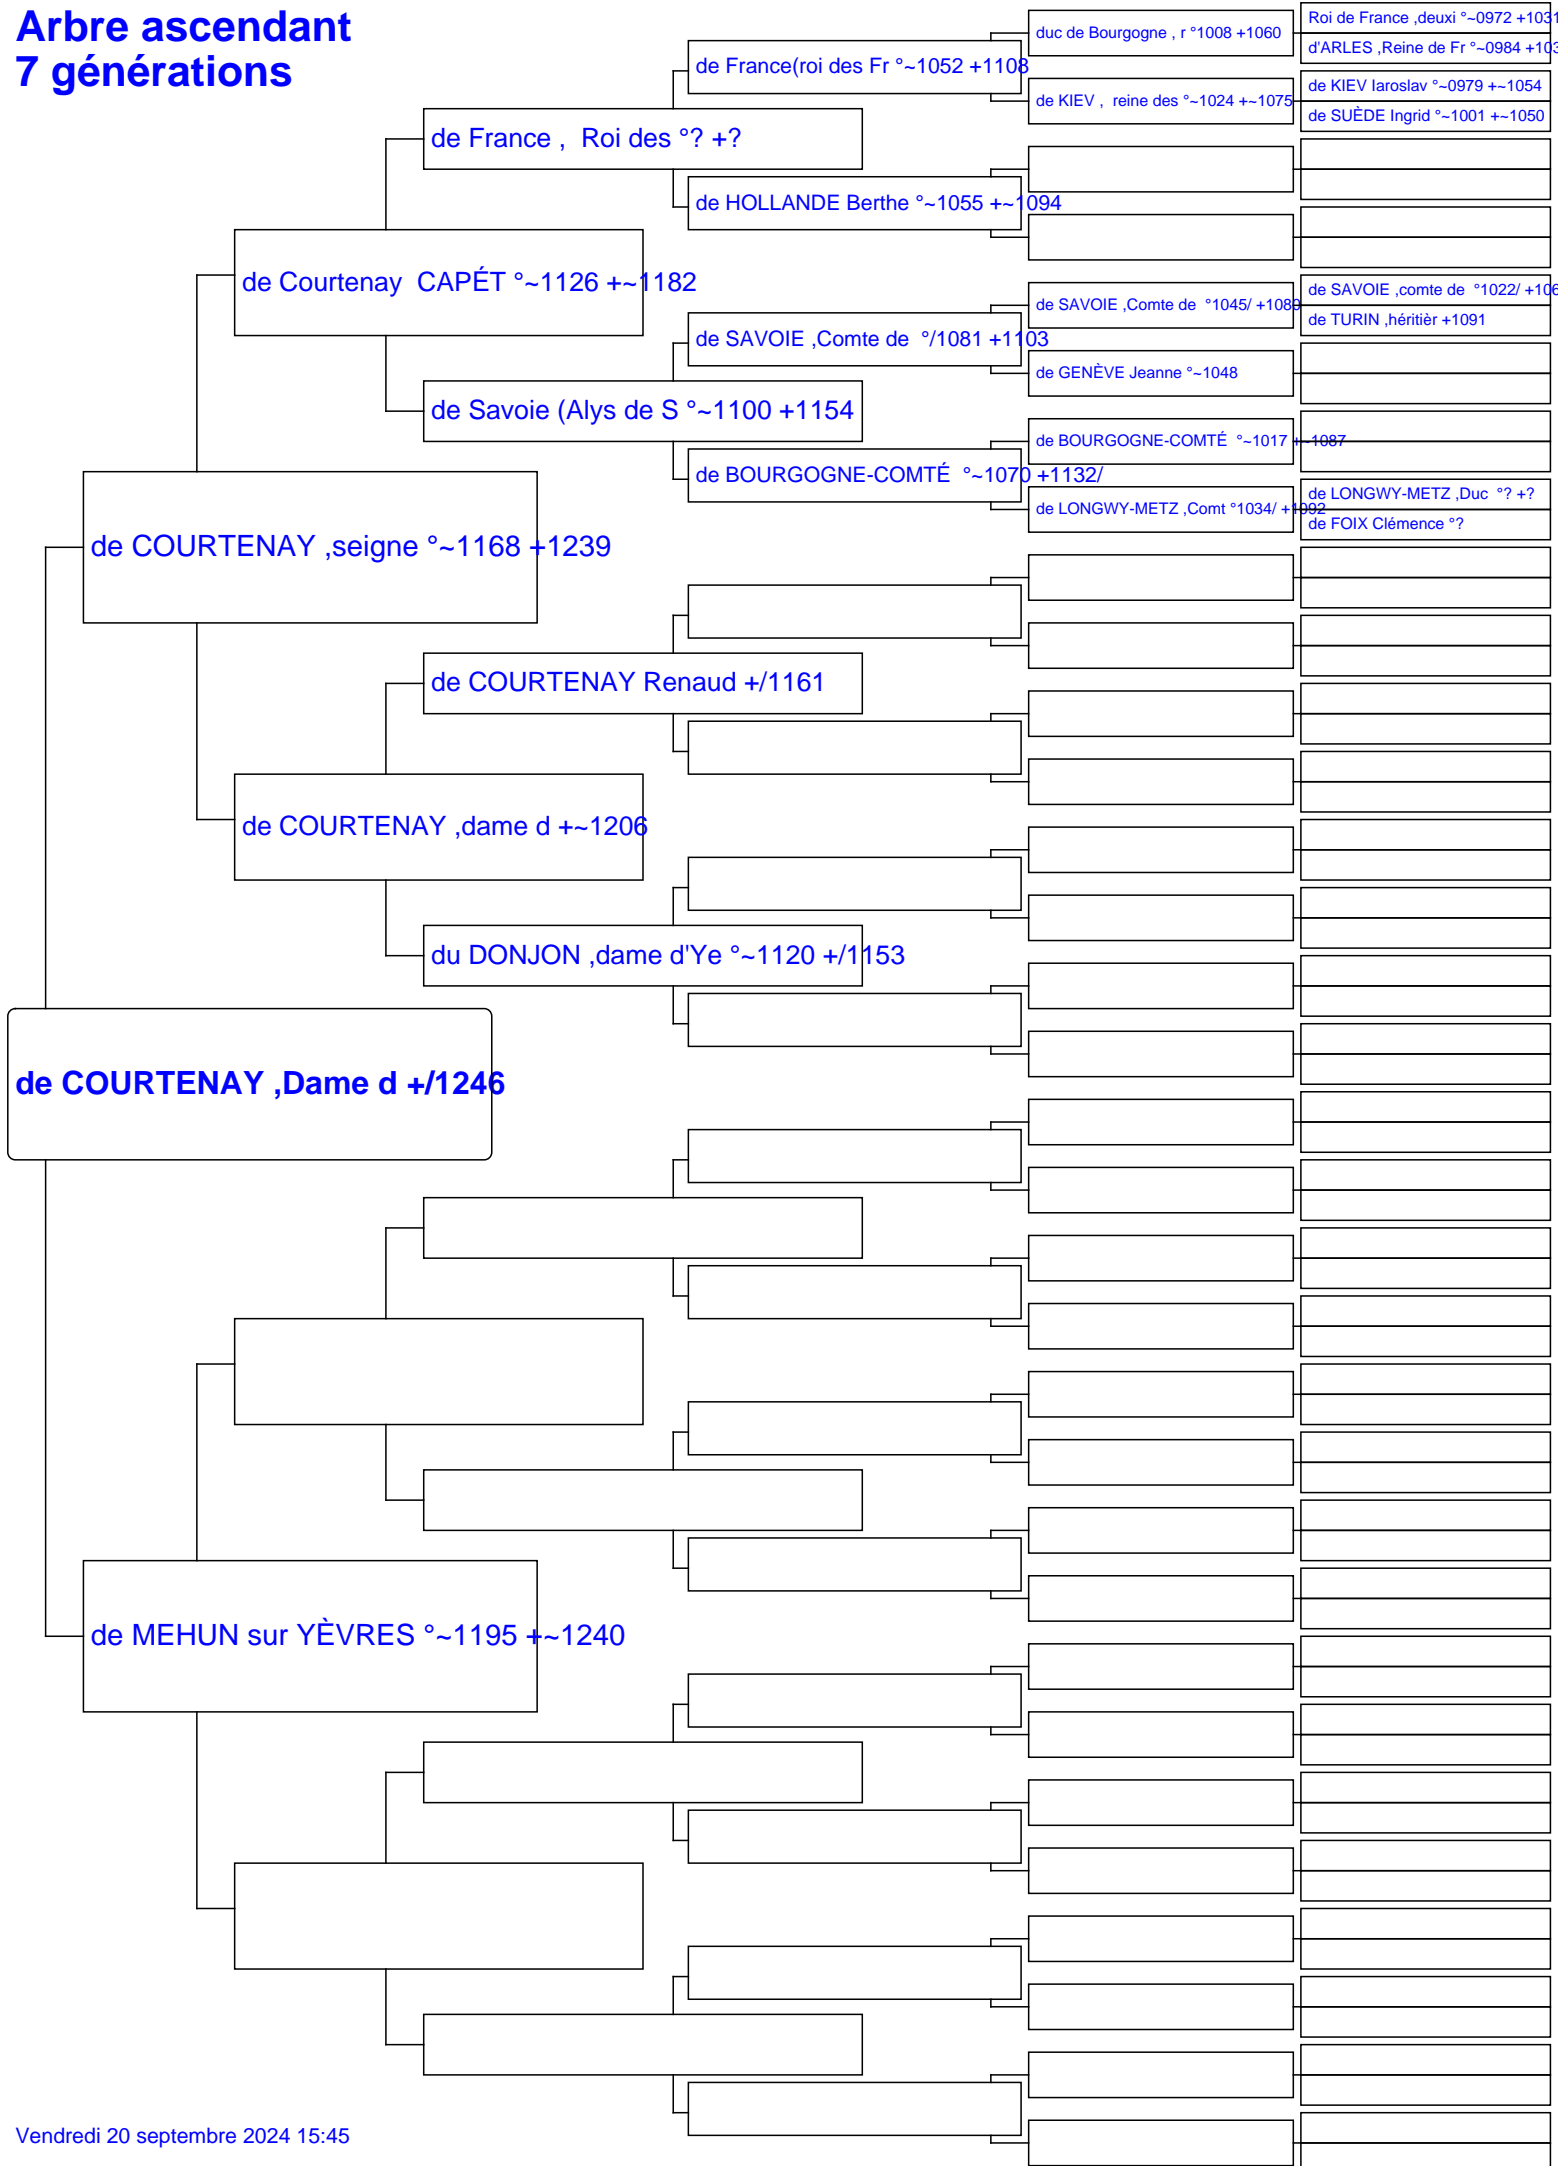 Arbre ascendant
7 générations
duc de Bourgogne , r °1008 +1060
Roi de France ,deuxi °~0972 +1031
d'ARLES ,Reine de Fr °~0984 +103
de France(roi des Fr °~1052 +1108
de KIEV , reine des °~1024 +~1075
de KIEV Iaroslav °~0979 +~1054
de SUÈDE Ingrid °~1001 +~1050
de France , Roi des °? +?
de HOLLANDE Berthe °~1055 +~1094
de Courtenay CAPÉT °~1126 +~1182
de SAVOIE ,Comte de °1045/ +1080
de SAVOIE ,comte de °1022/ +106
de TURIN ,héritièr +1091
de SAVOIE ,Comte de °/1081 +1103
de GENÈVE Jeanne °~1048
de Savoie (Alys de S °~1100 +1154
de BOURGOGNE-COMTÉ °~1017 +~1087
de BOURGOGNE-COMTÉ °~1070 +1132/
de LONGWY-METZ ,Comt °1034/ +1092
de LONGWY-METZ ,Duc °? +?
de FOIX Clémence °?
de COURTENAY ,seigne °~1168 +1239
de COURTENAY Renaud +/1161
de COURTENAY ,dame d +~1206
du DONJON ,dame d'Ye °~1120 +/1153
de COURTENAY ,Dame d +/1246
de MEHUN sur YÈVRES °~1195 +~1240
Vendredi 20 septembre 2024 15:45